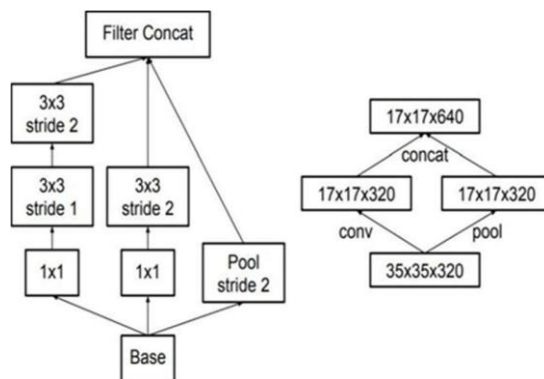 Filter Concat
3x3
stride 2
3x3
stride 1
3x3
stride 2
1x1
1x1
Pool
stride 2
Base
17x17x640
concat
17x17x320
17x17x320
conv
pool
35x35x320